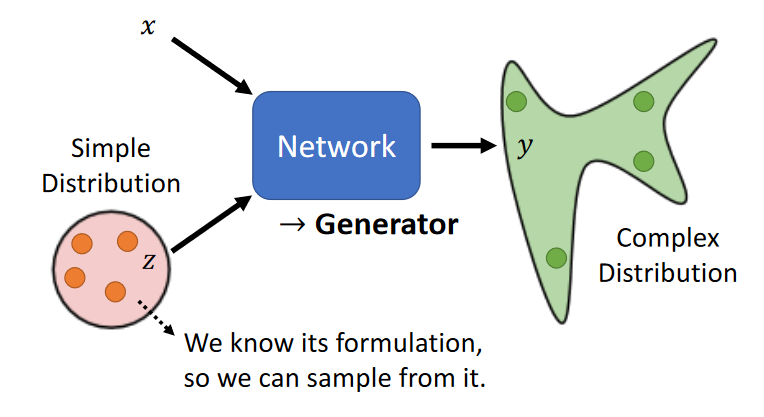 x
Simple
Distribution
z
Network
→ Generator
y
Complex
Distribution
We know its formulation,
so we can sample from it.